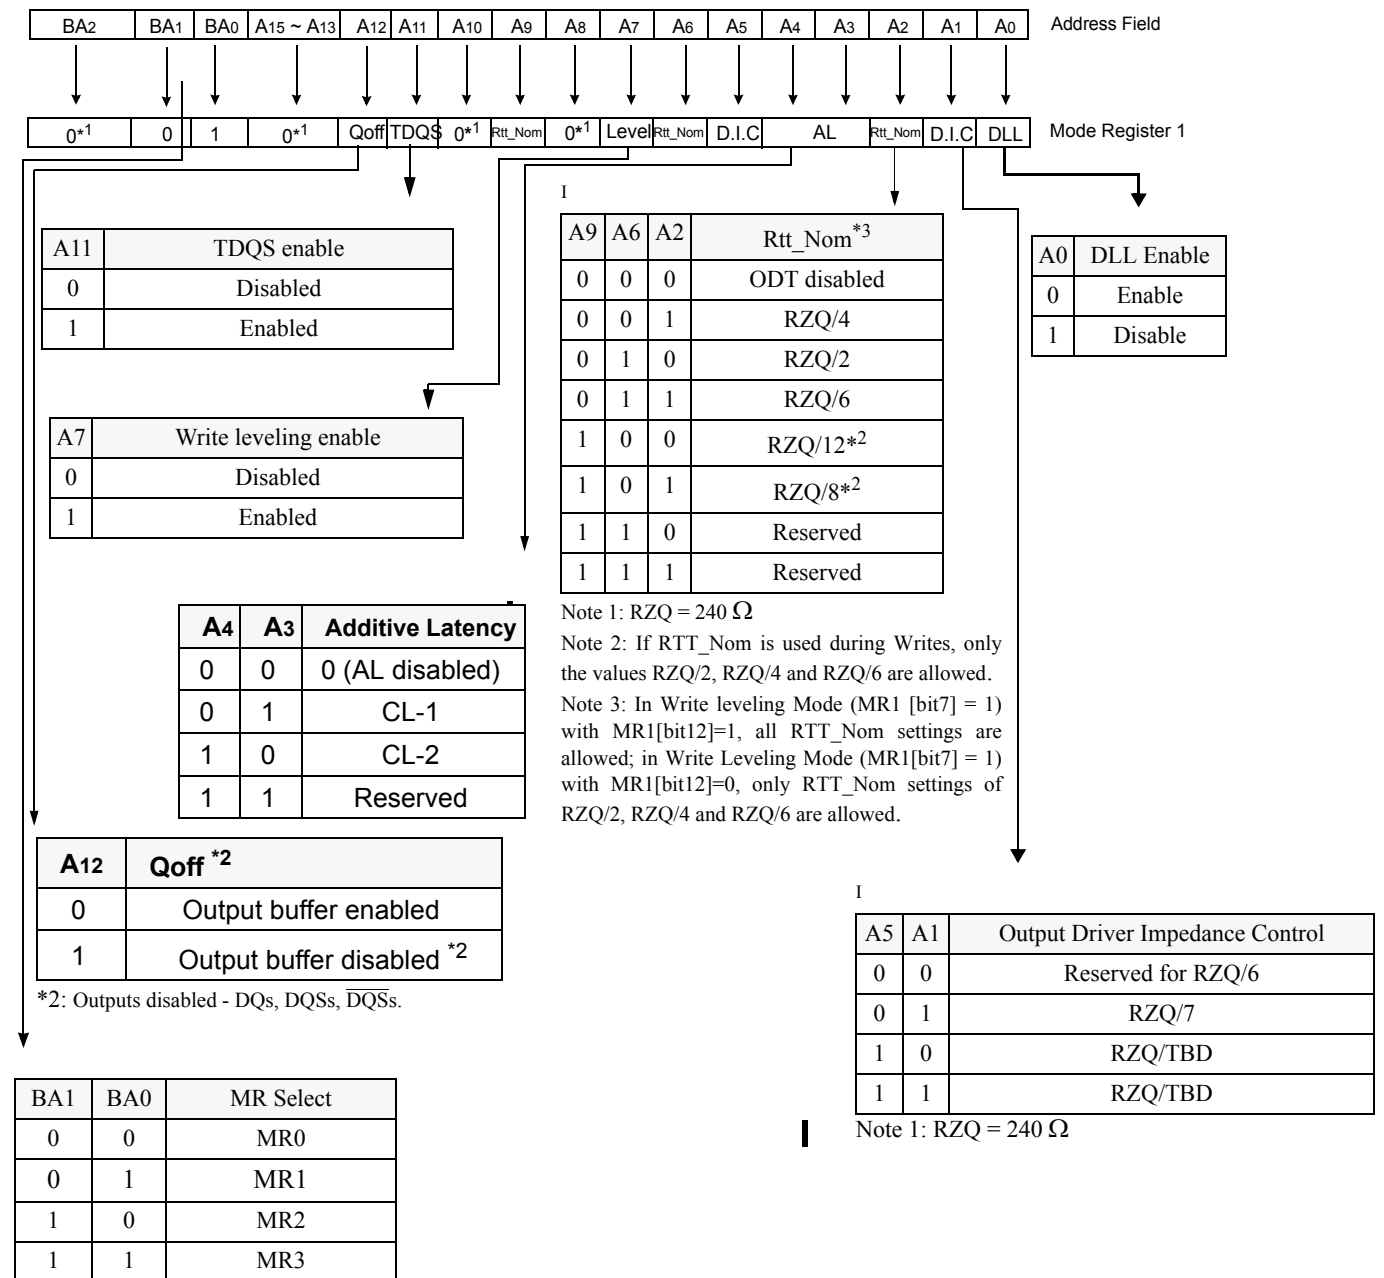 BA2 BA1 BA0 A15 ~ A13 A12 A11 A10 A9 A8 A7 A6 A5 A4 A3 A2 A1 A0 Address Field
0*1 0 1 0*1 Qoff TDQS 0*1 Rtt_Nom 0*1 Level Rtt_Nom D.I.C AL Rtt_Nom D.I.C DLL Mode Register 1
A11 TDQS enable
0 Disabled
1 Enabled
A7 Write leveling enable
0 Disabled
1 Enabled
I
A9 A6 A2 Rtt_Nom*3
0 0 0 ODT disabled
0 0 1 RZQ/4
0 1 0 RZQ/2
0 1 1 RZQ/6
1 0 0 RZQ/12*2
1 0 1 RZQ/8*2
1 1 0 Reserved
1 1 1 Reserved
Note 1: RZQ = 240 Ω
Note 2: If RTT_Nom is used during Writes, only
the values RZQ/2, RZQ/4 and RZQ/6 are allowed.
Note 3: In Write leveling Mode (MR1 [bit7] = 1)
with MR1[bit12]=1, all RTT_Nom settings are
allowed; in Write Leveling Mode (MR1[bit7] = 1)
with MR1[bit12]=0, only RTT_Nom settings of
RZQ/2, RZQ/4 and RZQ/6 are allowed.
A0 DLL Enable
0 Enable
1 Disable
A4 A3 Additive Latency
0 0 0 (AL disabled)
0 1 CL-1
1 0 CL-2
1 1 Reserved
A12 Qoff *2
0 Output buffer enabled
1 Output buffer disabled *2
*2: Outputs disabled - DQs, DQSs, D̅Q̅S̅s.
I
A5 A1 Output Driver Impedance Control
0 0 Reserved for RZQ/6
0 1 RZQ/7
1 0 RZQ/TBD
1 1 RZQ/TBD
Note 1: RZQ = 240 Ω
BA1 BA0 MR Select
0 0 MR0
0 1 MR1
1 0 MR2
1 1 MR3